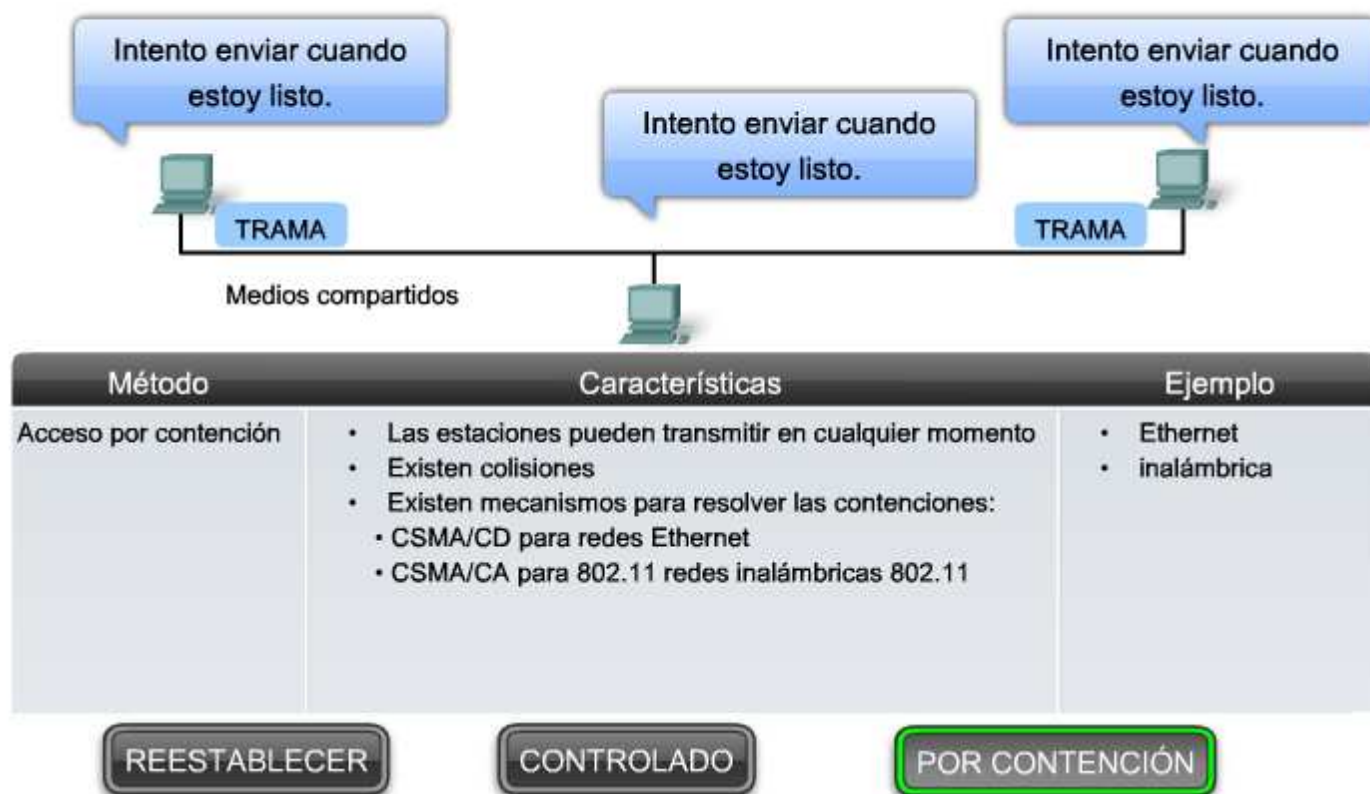 Intento enviar cuando
estoy listo.
Intento enviar cuando
estoy listo.
Intento enviar cuando
estoy listo.
TRAMA
TRAMA
Medios compartidos
Método
Características
Ejemplo
Acceso por contención
• Las estaciones pueden transmitir en cualquier momento
• Existen colisiones
• Existen mecanismos para resolver las contenciones:
• CSMA/CD para redes Ethernet
• CSMA/CA para 802.11 redes inalámbricas 802.11
• Ethernet
• inalámbrica
REESTABLECER
CONTROLADO
POR CONTENCIÓN